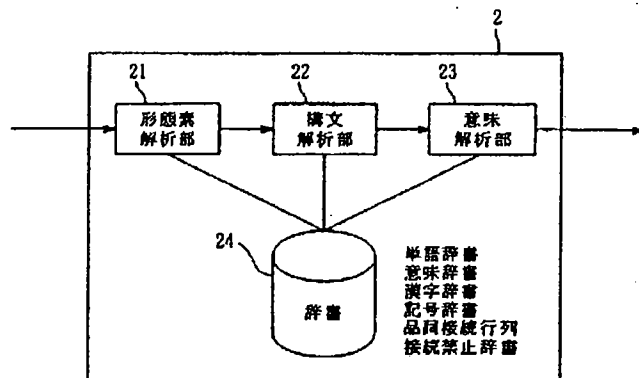 2
21
22
23
形態素
解析部
構文
解析部
意味
解析部
24
辞書
単語辞書
意味辞書
漢字辞書
記号辞書
品詞接続行列
接続禁止辞書